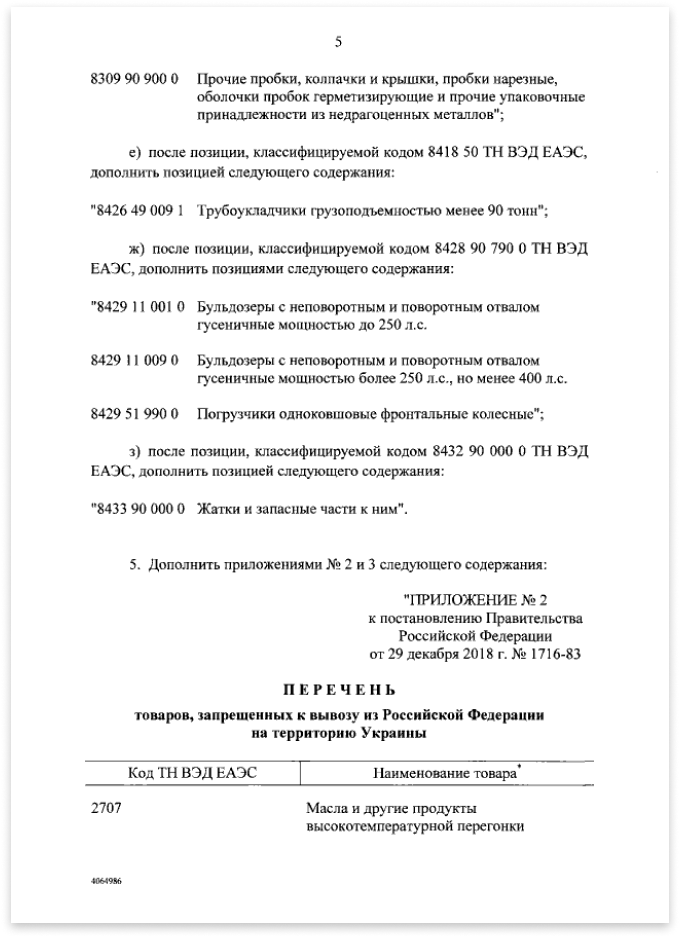 5
8309 90 900 0 Прочие пробки, колпачки и крышки, пробки нарезные,
оболочки пробок герметизирующие и прочие упаковочные
принадлежности из недрагоценных металлов";
е) после позиции, классифицируемой кодом 8418 50 ТН ВЭД ЕАЭС,
дополнить позицией следующего содержания:
"8426 49 009 1 Трубоукладчики грузоподъемностью менее 90 тонн";
ж) после позиции, классифицируемой кодом 8428 90 790 0 ТН ВЭД
ЕАЭС, дополнить позициями следующего содержания:
"8429 11 001 0 Бульдозеры с неповоротным и поворотным отвалом
гусеничные мощностью до 250 л.с.
8429 11 009 0 Бульдозеры с неповоротным и поворотным отвалом
гусеничные мощностью более 250 л.с., но менее 400 л.с.
8429 51 990 0 Погрузчики одноковшовые фронтальные колесные";
з) после позиции, классифицируемой кодом 8432 90 000 0 ТН ВЭД
ЕАЭС, дополнить позицией следующего содержания:
"8433 90 000 0 Жатки и запасные части к ним".
5. Дополнить приложениями № 2 и 3 следующего содержания:
"ПРИЛОЖЕНИЕ № 2
к постановлению Правительства
Российской Федерации
от 29 декабря 2018 г. № 1716-83
П Е Р Е Ч Е Н Ь
товаров, запрещенных к вывозу из Российской Федерации
на территорию Украины
Код ТН ВЭД ЕАЭС Наименование товара*
2707 Масла и другие продукты
высокотемпературной перегонки
4064986